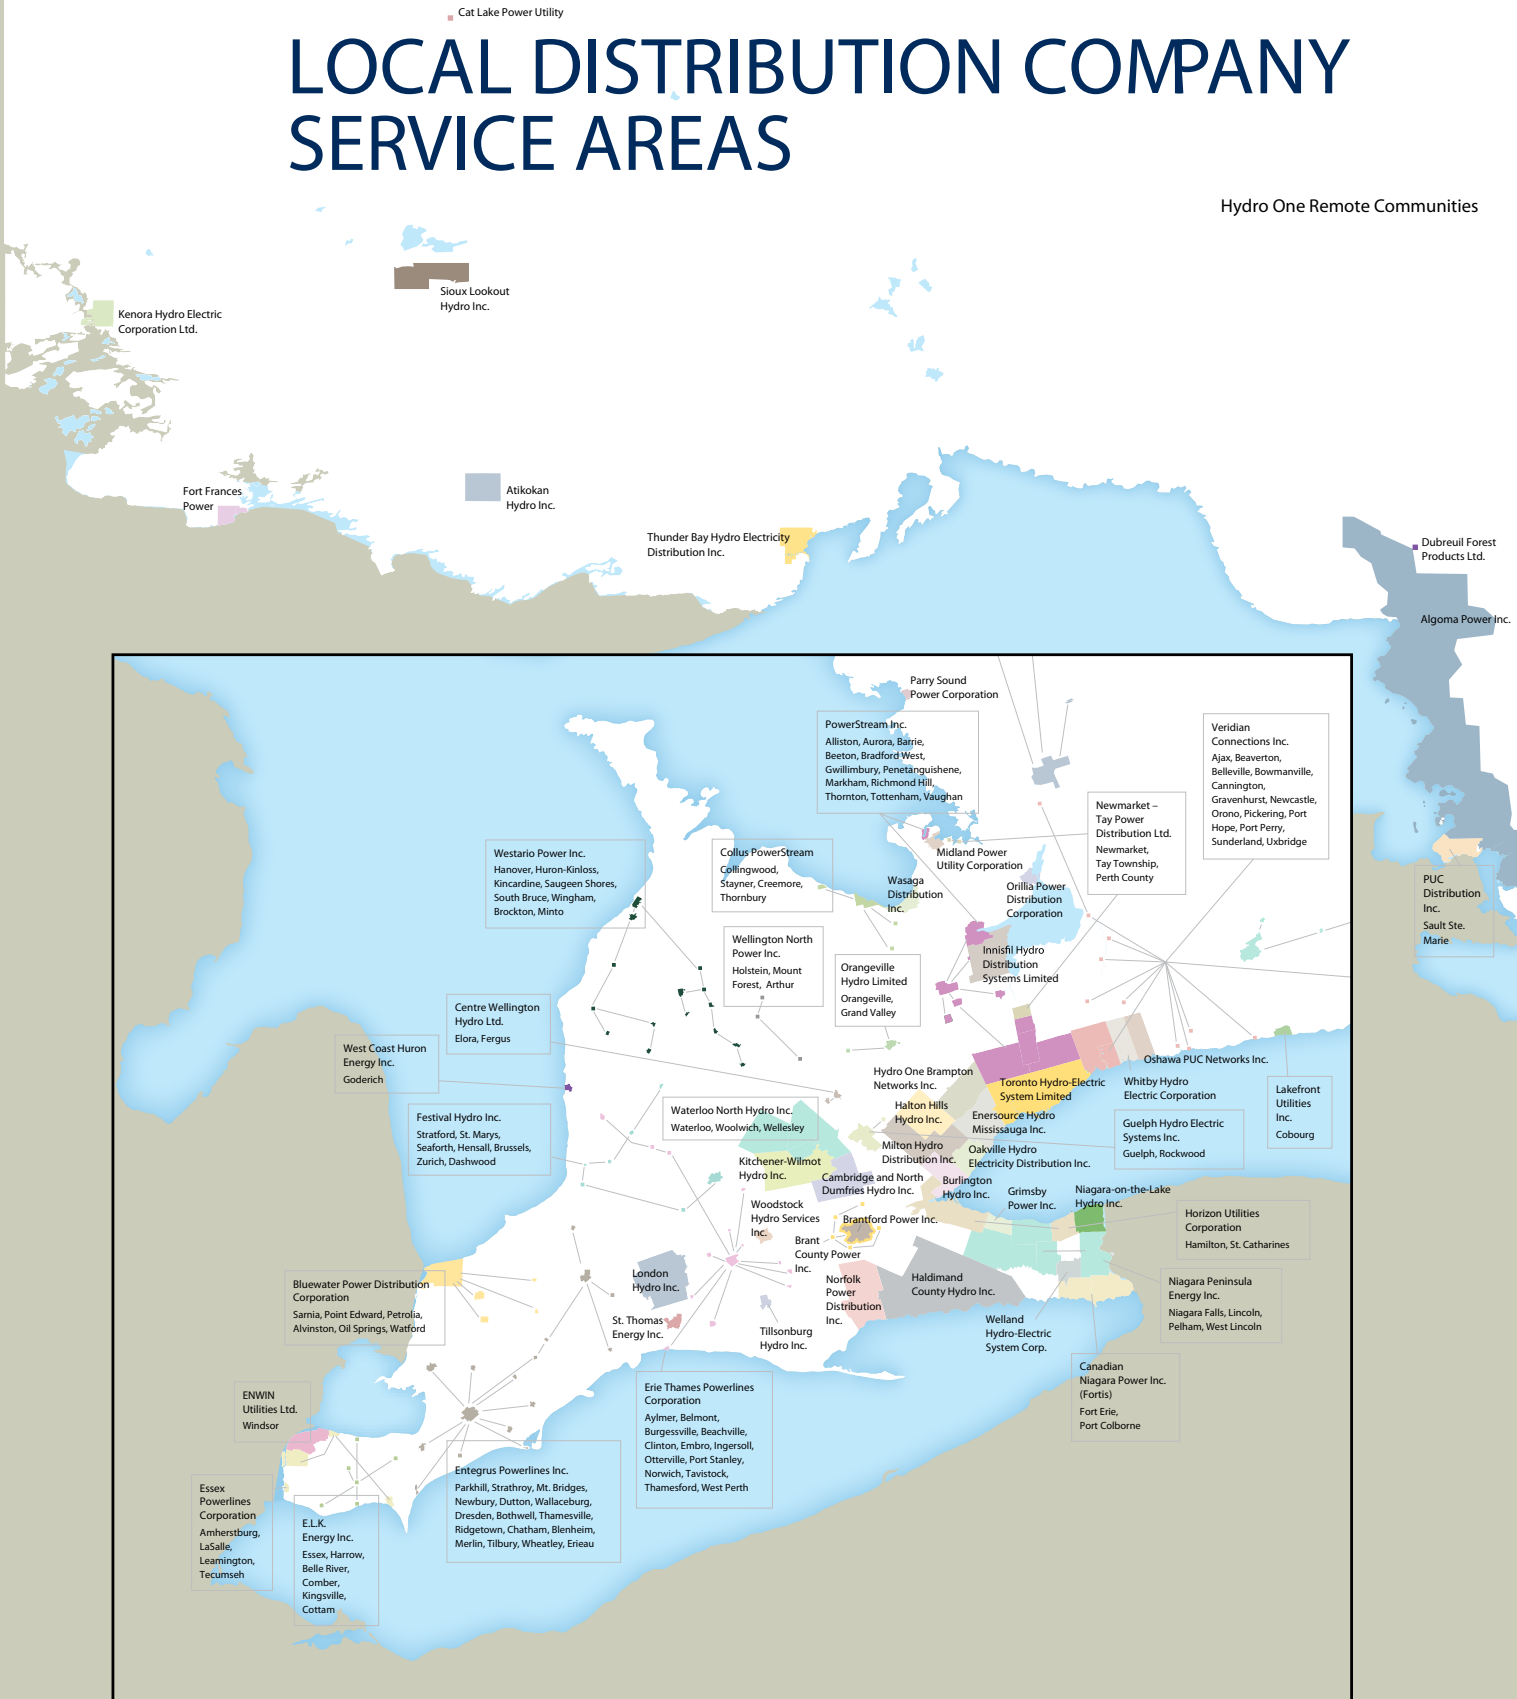 Cat Lake Power Utility
LOCAL DISTRIBUTION COMPANY
SERVICE AREAS
Hydro One Remote Communities
Sioux Lookout
Hydro Inc.
Kenora Hydro Electric
Corporation Ltd.
Fort Frances
Power
Atikokan
Hydro Inc.
Thunder Bay Hydro Electricity
Distribution Inc.
Dubreuil Forest
Products Ltd.
Algoma Power Inc.
Parry Sound
Power Corporation
PowerStream Inc.
Alliston, Aurora, Barrie,
Beeton, Bradford West,
Gwillimbury, Penetanguishene,
Markham, Richmond Hill,
Thornton, Tottenham, Vaughan
Veridian
Connections Inc.
Ajax, Beaverton,
Belleville, Bowmanville,
Cannington,
Gravenhurst, Newcastle,
Orono, Pickering, Port
Hope, Port Perry,
Sunderland, Uxbridge
Newmarket –
Tay Power
Distribution Ltd.
Newmarket,
Tay Township,
Perth County
Westario Power Inc.
Hanover, Huron-Kinloss,
Kincardine, Saugeen Shores,
South Bruce, Wingham,
Brockton, Minto
Collus PowerStream
Collingwood,
Stayner, Creemore,
Thornbury
Midland Power
Utility Corporation
Wasaga
Distribution
Inc.
Orillia Power
Distribution
Corporation
PUC
Distribution
Inc.
Sault Ste.
Marie
Wellington North
Power Inc.
Holstein, Mount
Forest, Arthur
Orangeville
Hydro Limited
Orangeville,
Grand Valley
Innisfil Hydro
Distribution
Systems Limited
Centre Wellington
Hydro Ltd.
Elora, Fergus
West Coast Huron
Energy Inc.
Goderich
Hydro One Brampton
Networks Inc.
Toronto Hydro-Electric
System Limited
Oshawa PUC Networks Inc.
Whitby Hydro
Electric Corporation
Lakefront
Utilities
Inc.
Cobourg
Festival Hydro Inc.
Stratford, St. Marys,
Seaforth, Hensall, Brussels,
Zurich, Dashwood
Waterloo North Hydro Inc.
Waterloo, Woolwich, Wellesley
Halton Hills
Hydro Inc.
Enersource Hydro
Mississauga Inc.
Guelph Hydro Electric
Systems Inc.
Guelph, Rockwood
Milton Hydro
Distribution Inc.
Oakville Hydro
Electricity Distribution Inc.
Kitchener-Wilmot
Hydro Inc.
Cambridge and North
Dumfries Hydro Inc.
Burlington
Hydro Inc.
Grimsby
Power Inc.
Niagara-on-the-Lake
Hydro Inc.
Woodstock
Hydro Services
Inc.
Brantford Power Inc.
Horizon Utilities
Corporation
Hamilton, St. Catharines
Brant
County Power
Inc.
Bluewater Power Distribution
Corporation
Sarnia, Point Edward, Petrolia,
Alvinston, Oil Springs, Watford
London
Hydro Inc.
Norfolk
Power
Distribution
Inc.
Haldimand
County Hydro Inc.
Niagara Peninsula
Energy Inc.
Niagara Falls, Lincoln,
Pelham, West Lincoln
St. Thomas
Energy Inc.
Tillsonburg
Hydro Inc.
Welland
Hydro-Electric
System Corp.
Canadian
Niagara Power Inc.
(Fortis)
Fort Erie,
Port Colborne
ENWIN
Utilities Ltd.
Windsor
Erie Thames Powerlines
Corporation
Aylmer, Belmont,
Burgessville, Beachville,
Clinton, Embro, Ingersoll,
Otterville, Port Stanley,
Norwich, Tavistock,
Thamesford, West Perth
Entegrus Powerlines Inc.
Parkhill, Strathroy, Mt. Bridges,
Newbury, Dutton, Wallaceburg,
Dresden, Bothwell, Thamesville,
Ridgetown, Chatham, Blenheim,
Merlin, Tilbury, Wheatley, Erieau
Essex
Powerlines
Corporation
Amherstburg,
LaSalle,
Leamington,
Tecumseh
E.L.K.
Energy Inc.
Essex, Harrow,
Belle River,
Comber,
Kingsville,
Cottam